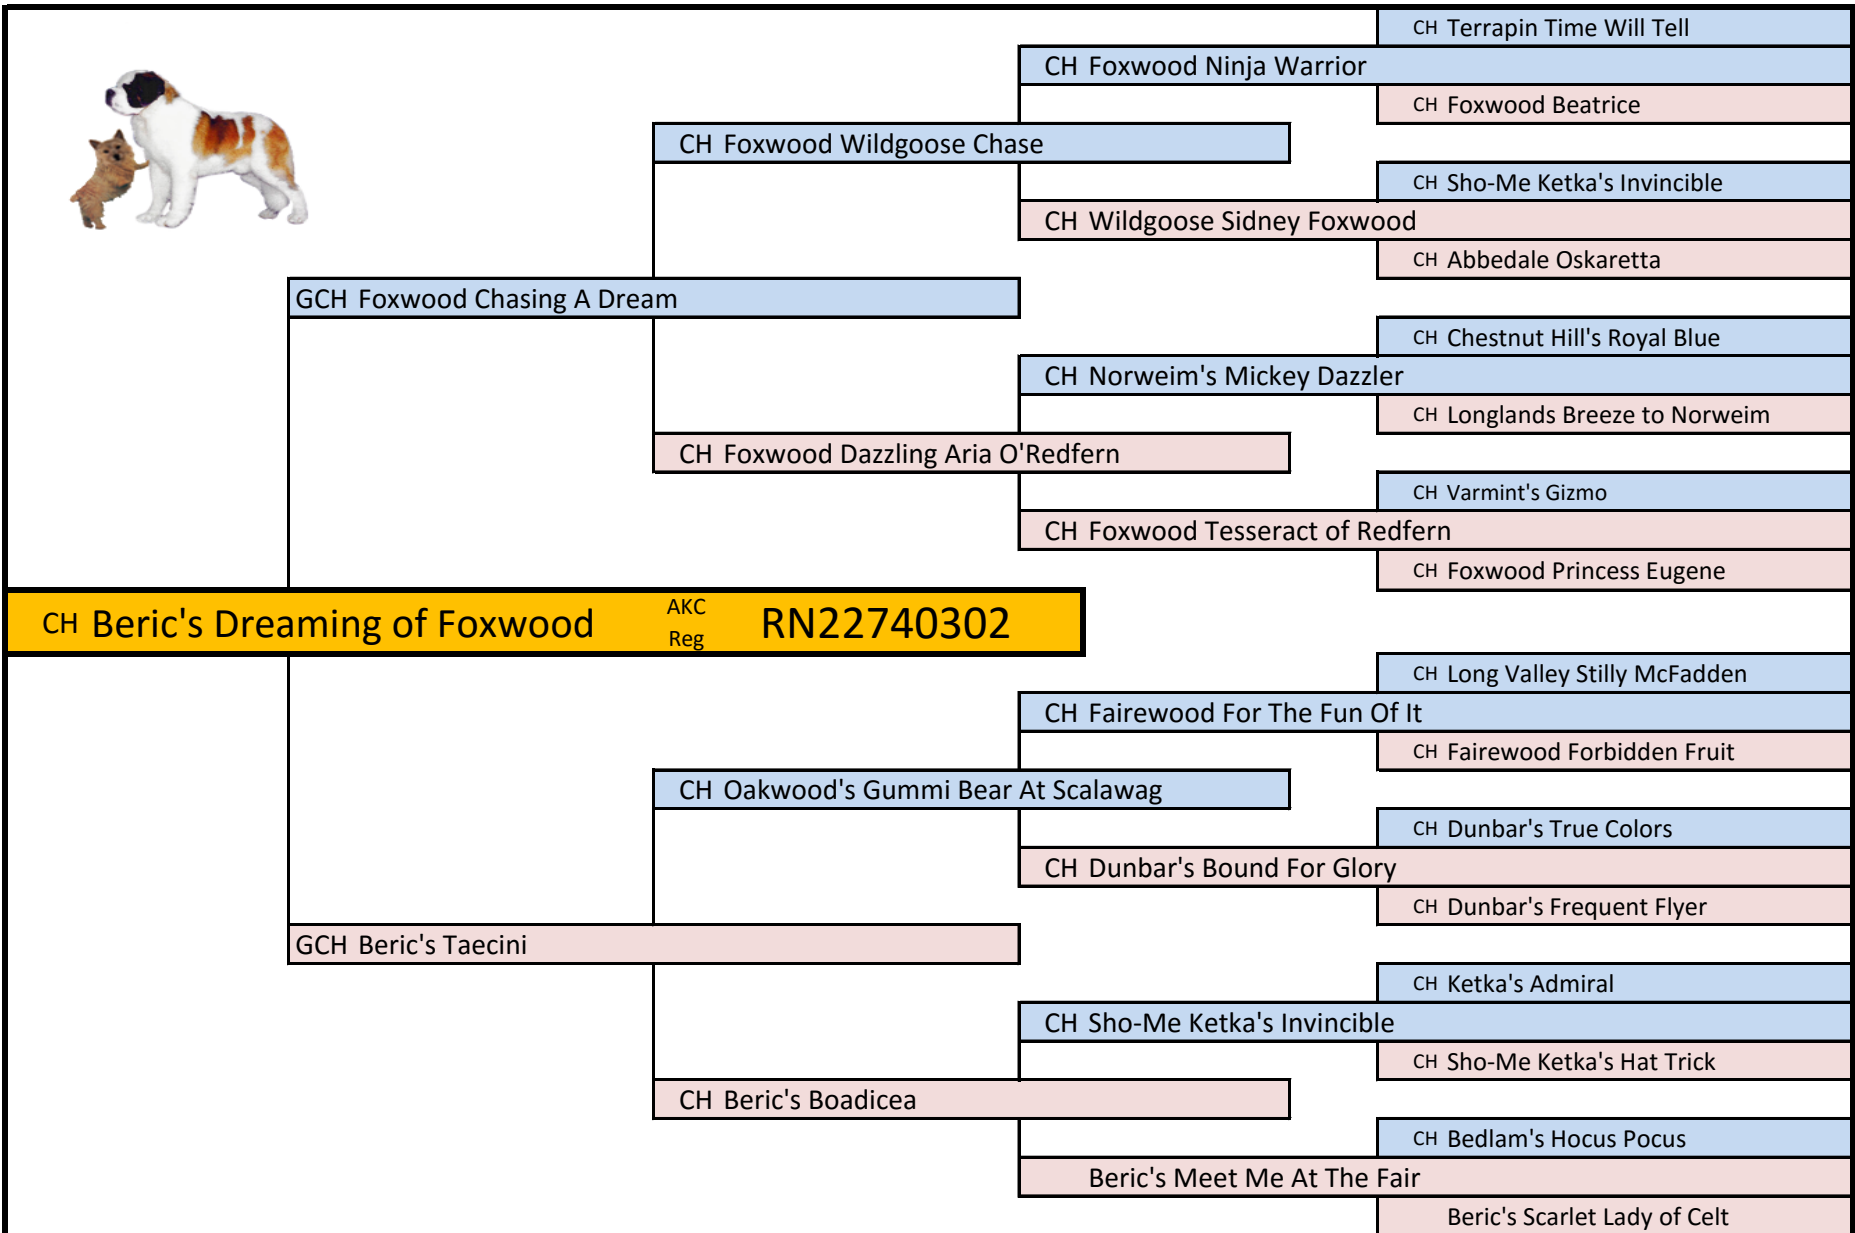 CH Terrapin Time Will Tell
CH Foxwood Ninja Warrior
CH Foxwood Beatrice
CH Foxwood Wildgoose Chase
CH Sho-Me Ketka's Invincible
CH Wildgoose Sidney Foxwood
CH Abbedale Oskaretta
GCH Foxwood Chasing A Dream
CH Chestnut Hill's Royal Blue
CH Norweim's Mickey Dazzler
CH Longlands Breeze to Norweim
CH Foxwood Dazzling Aria O'Redfern
CH Varmint's Gizmo
CH Foxwood Tesseract of Redfern
CH Foxwood Princess Eugene
CH Beric's Dreaming of Foxwood AKC Reg RN22740302
CH Long Valley Stilly McFadden
CH Fairewood For The Fun Of It
CH Fairewood Forbidden Fruit
CH Oakwood's Gummi Bear At Scalawag
CH Dunbar's True Colors
CH Dunbar's Bound For Glory
CH Dunbar's Frequent Flyer
GCH Beric's Taecini
CH Ketka's Admiral
CH Sho-Me Ketka's Invincible
CH Sho-Me Ketka's Hat Trick
CH Beric's Boadicea
CH Bedlam's Hocus Pocus
Beric's Meet Me At The Fair
Beric's Scarlet Lady of Celt